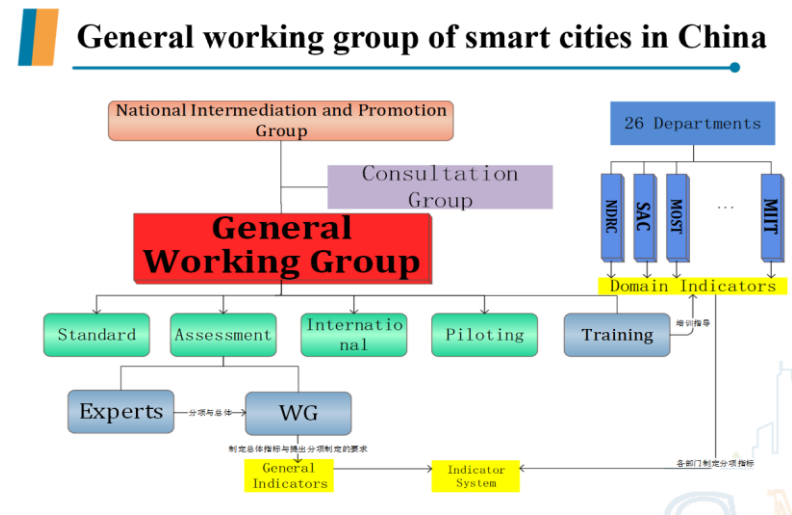 General working group of smart cities in China
National Intermediation and Promotion
Group
26 Departments
Consultation
Group
NDRC
SAC
MOST
...
MIIT
General
Working Group
Domain Indicators
Standard
Assessment
Internatio
nal
Piloting
Training
培训指导
Experts
分项与总体
WG
制定总体指标与提出分项制定的要求
General
Indicators
Indicator
System
各部门制定分项指标